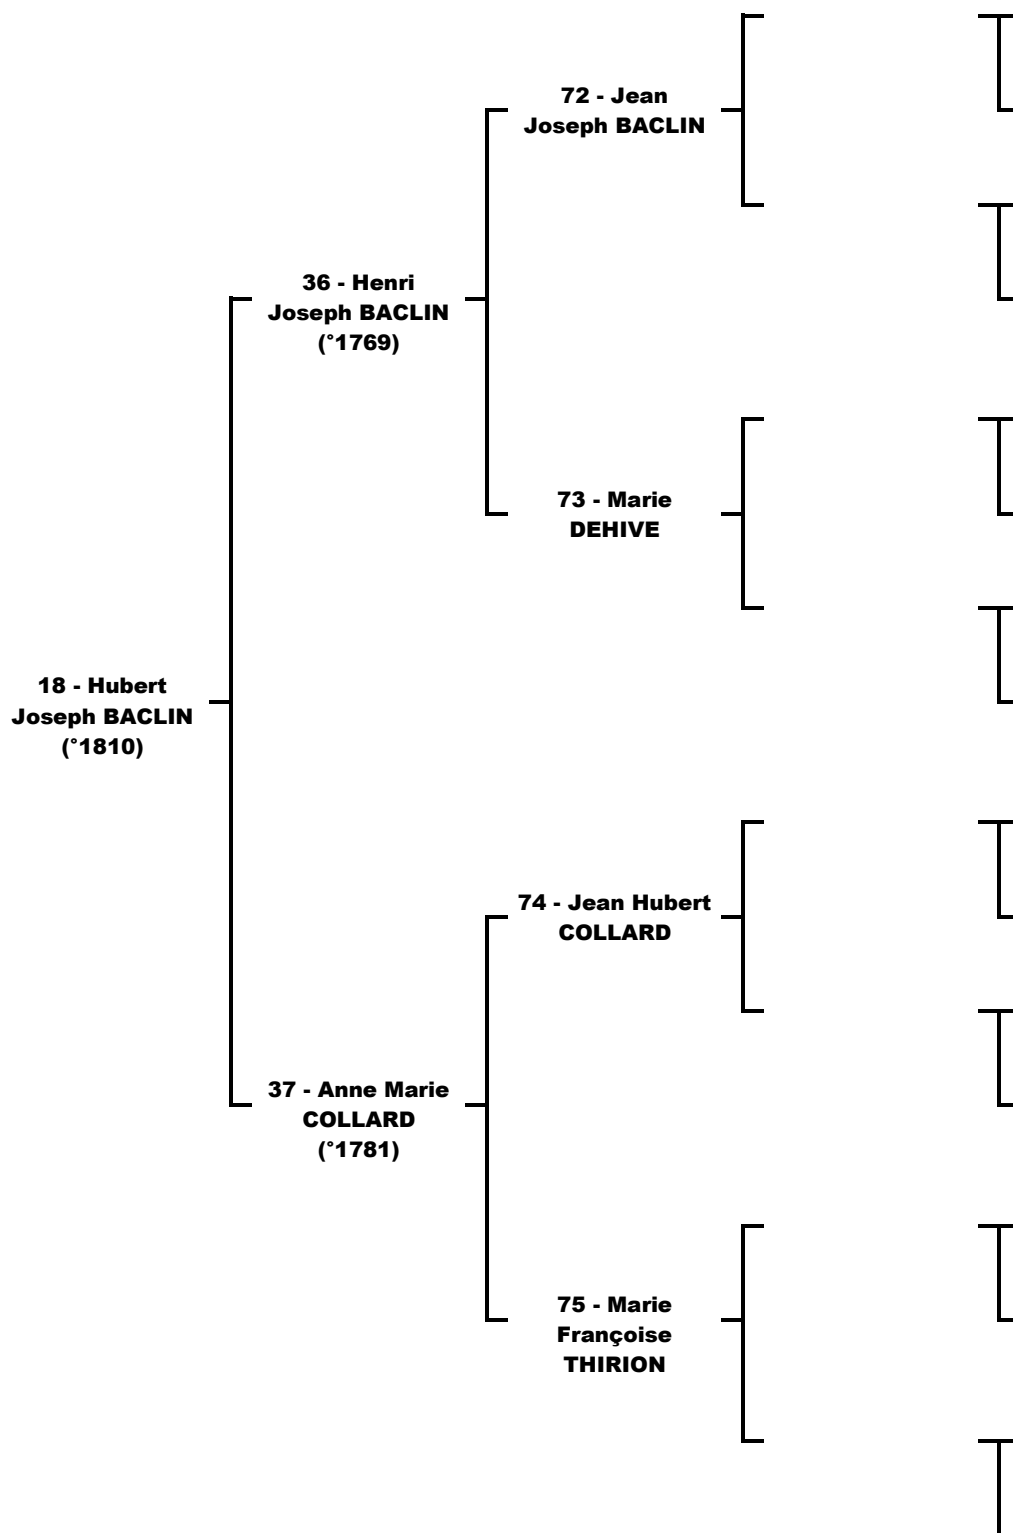 72 - Jean
Joseph BACLIN
36 - Henri
Joseph BACLIN
(°1769)
73 - Marie
DEHIVE
18 - Hubert
Joseph BACLIN
(°1810)
74 - Jean Hubert
COLLARD
37 - Anne Marie
COLLARD
(°1781)
75 - Marie
Françoise
THIRION